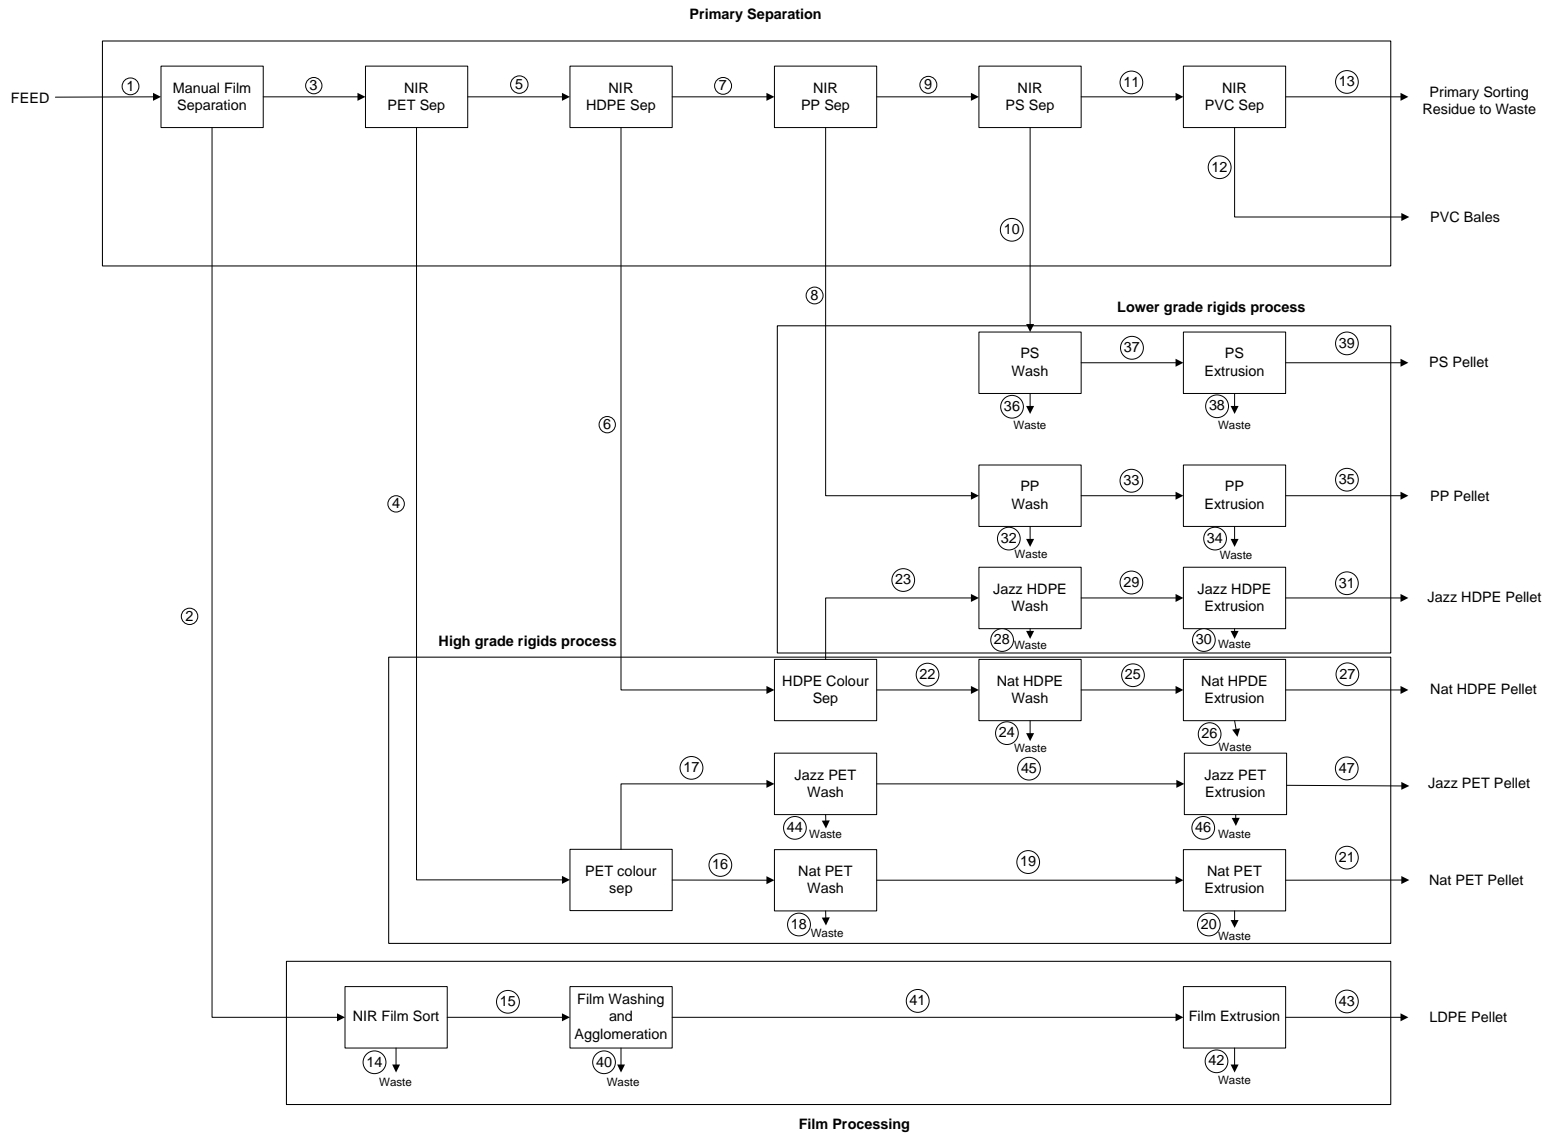 Primary Separation
FEED
1
Manual Film
Separation
3
NIR
PET Sep
5
NIR
HDPE Sep
7
NIR
PP Sep
9
NIR
PS Sep
11
NIR
PVC Sep
13
Primary Sorting
Residue to Waste
12
PVC Bales
10
8
Lower grade rigids process
PS
Wash
37
PS
Extrusion
39
PS Pellet
36
Waste
38
Waste
6
4
PP
Wash
33
PP
Extrusion
35
PP Pellet
32
Waste
34
Waste
23
Jazz HDPE
Wash
29
Jazz HDPE
Extrusion
31
Jazz HDPE Pellet
28
Waste
30
Waste
2
High grade rigids process
HDPE Colour
Sep
22
Nat HDPE
Wash
25
Nat HPDE
Extrusion
27
Nat HDPE Pellet
24
Waste
26
Waste
17
Jazz PET
Wash
45
Jazz PET
Extrusion
47
Jazz PET Pellet
44
Waste
46
Waste
PET colour
sep
16
Nat PET
Wash
19
Nat PET
Extrusion
21
Nat PET Pellet
18
Waste
20
Waste
NIR Film Sort
15
Film Washing
and
Agglomeration
41
Film Extrusion
43
LDPE Pellet
14
Waste
40
Waste
42
Waste
Film Processing